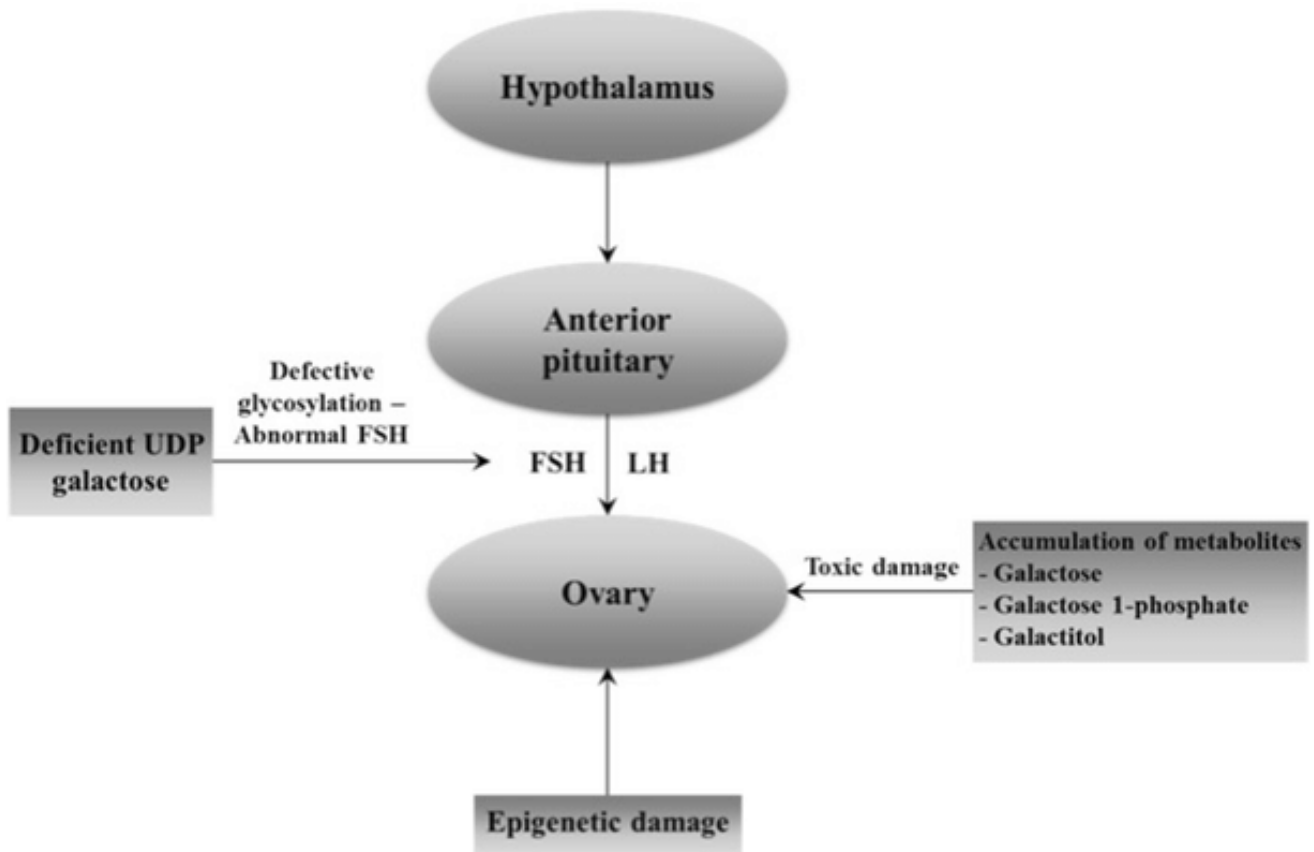 Hypothalamus
Anterior
pituitary
Defective
glycosylation –
Abnormal FSH
Deficient UDP
galactose
FSH
LH
Accumulation of metabolites
- Galactose
- Galactose 1-phosphate
- Galactitol
Toxic damage
Ovary
Epigenetic damage